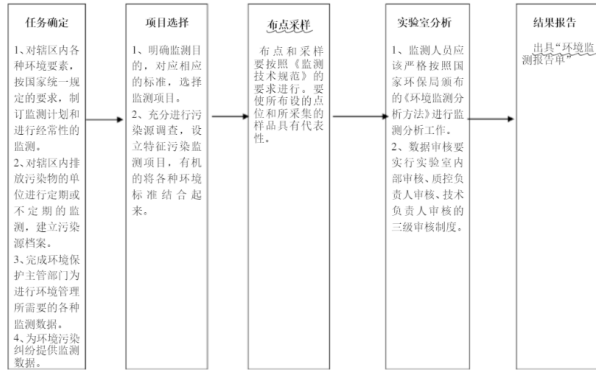 任务确定
1、对辖区内各
种环境要素，
按国家统一规
定的要求，制
订监测计划和
进行经常性的
监测。
2、对辖区内排
放污染物的单
位进行定期或
不定期的监
测，建立污染
源档案。
3、完成环境保
护主管部门为
进行环境管理
所需要的各种
监测数据。
4、为环境污染
纠纷提供监测
数据。
项目选择
1、明确监测目
的，对应相应
的标准，选择
监测项目。
2、充分进行污
染源调查，设
立特征污染监
测项目，有机
的将各种环境
标准结合起
来。
布点采样
布点和采样
要按照《监测
技术规范》的
要求进行。要
使所布设的点
位和所采集的
样品具有代表
性。
实验室分析
1、监测人员应
该严格按照国
家环保局颁布
的《环境监测分
析方法》进行监
测分析工作。
2、数据审核要
实行实验室内
部审核、质控负
责人审核、技术
负责人审核的
三级审核制度。
结果报告
出具“环境监
测报告单”